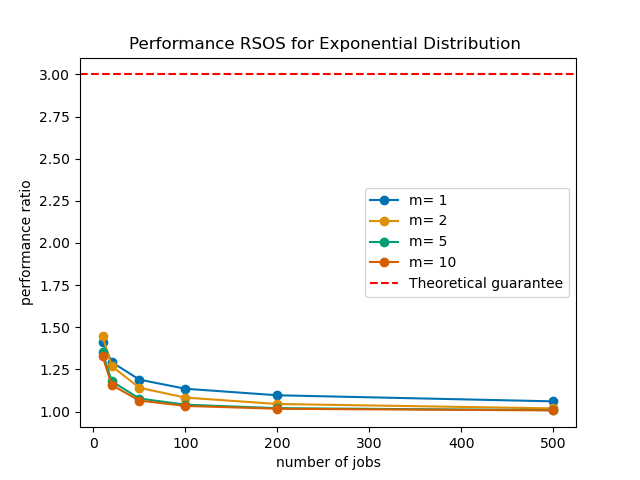 Performance RSOS for Exponential Distribution
performance ratio
3.00
2.75
2.50
2.25
2.00
1.75
1.50
1.25
1.00
m= 1
m= 2
m= 5
m= 10
Theoretical guarantee
0 100 200 300 400 500
number of jobs